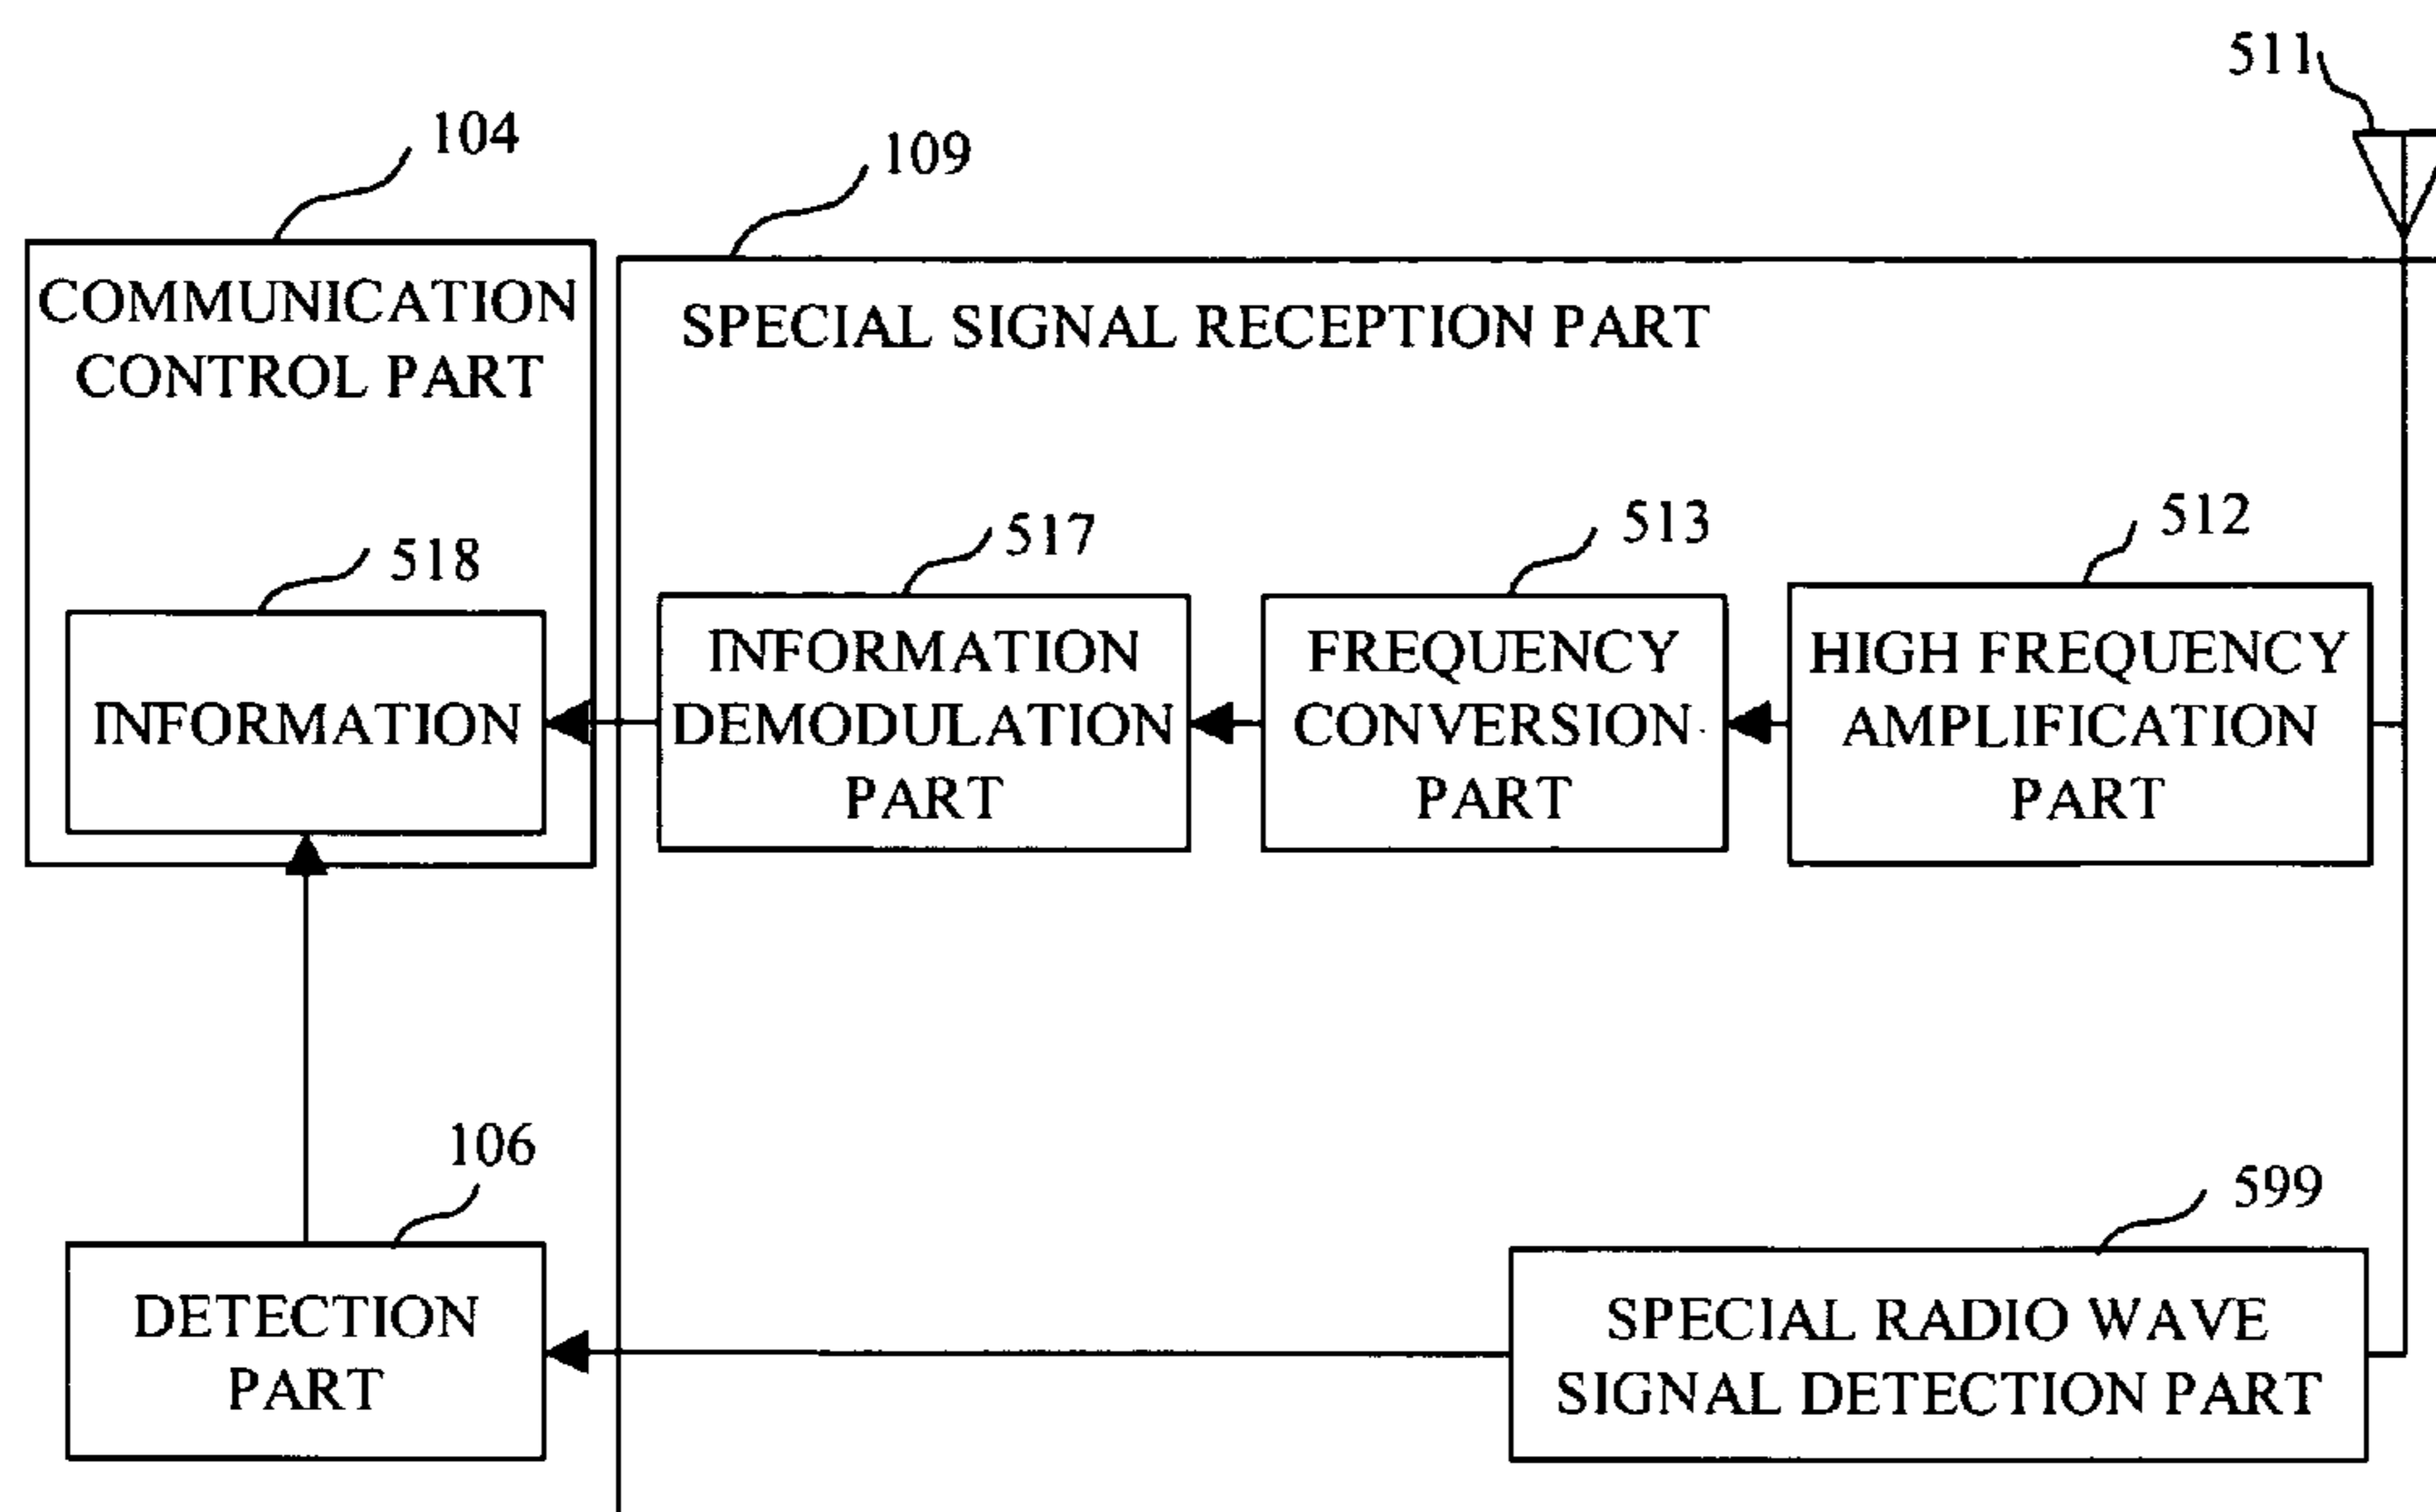 511
104
109
COMMUNICATION
CONTROL PART
SPECIAL SIGNAL RECEPTION PART
518
517
513
512
INFORMATION
INFORMATION
DEMODULATION
PART
FREQUENCY
CONVERSION
PART
HIGH FREQUENCY
AMPLIFICATION
PART
106
599
DETECTION
PART
SPECIAL RADIO WAVE
SIGNAL DETECTION PART